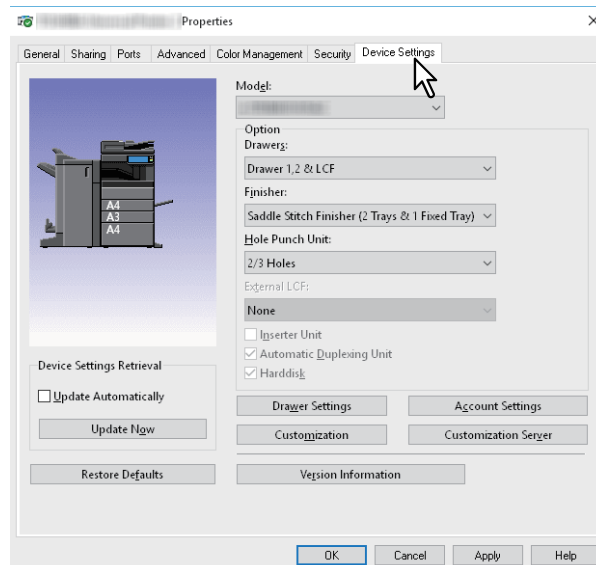 Properties
General Sharing Ports Advanced Color Management Security Device Settings
Model:
Option
Drawers:
Drawer 1,2 & LCF
Finisher:
Saddle Stitch Finisher (2 Trays & 1 Fixed Tray)
Hole Punch Unit:
2/3 Holes
External LCF:
None
Inserter Unit
Automatic Duplexing Unit
Harddisk
A4
A3
A4
Device Settings Retrieval
Update Automatically
Update Now
Drawer Settings
Account Settings
Customization
Customization Server
Restore Defaults
Version Information
OK
Cancel
Apply
Help